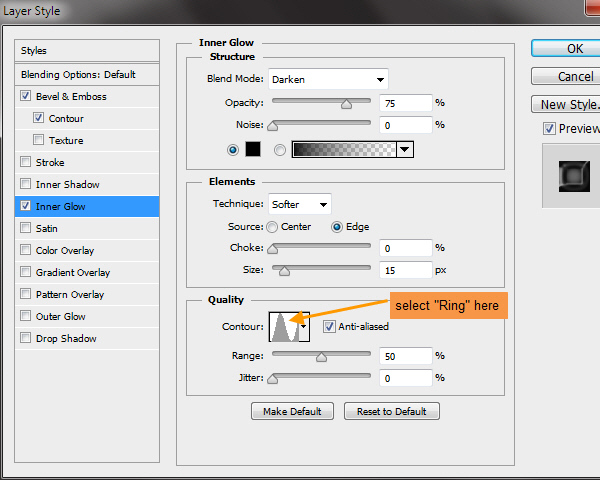 Layer Style
Styles
Blending Options: Default
Bevel & Emboss
Contour
Texture
Stroke
Inner Shadow
Inner Glow
Satin
Color Overlay
Gradient Overlay
Pattern Overlay
Outer Glow
Drop Shadow
Inner Glow
Structure
Blend Mode: Darken
Opacity: 75 %
Noise: 0 %
Elements
Technique: Softer
Source: Center Edge
Choke: 0 %
Size: 15 px
Quality
select "Ring" here
Contour: Anti-aliased
Range: 50 %
Jitter: 0 %
Make Default Reset to Default
OK
Cancel
New Style...
Preview